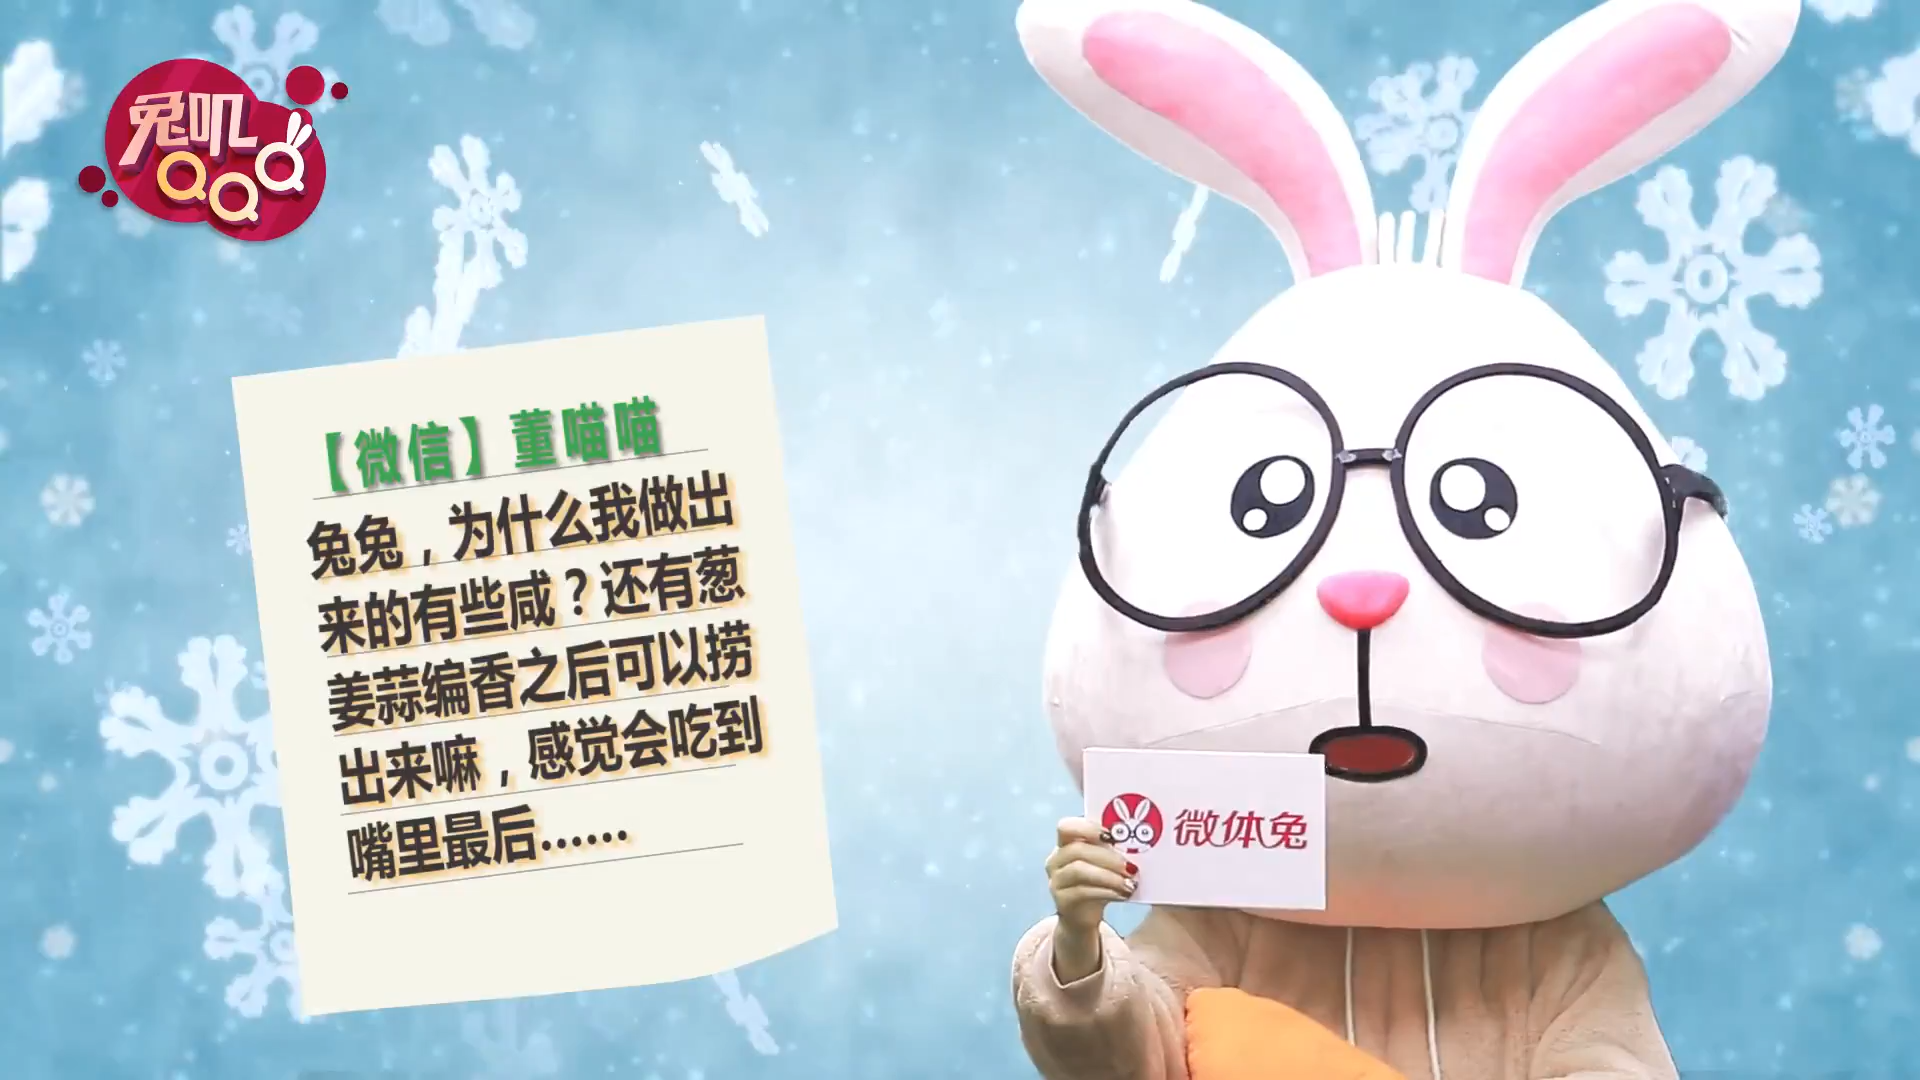 兔叽
QQQ
【微信】董喵喵
兔兔，为什么我做出
来的有些咸？还有葱
姜蒜编香之后可以捞
出来嘛，感觉会吃到
嘴里最后……
微体兔